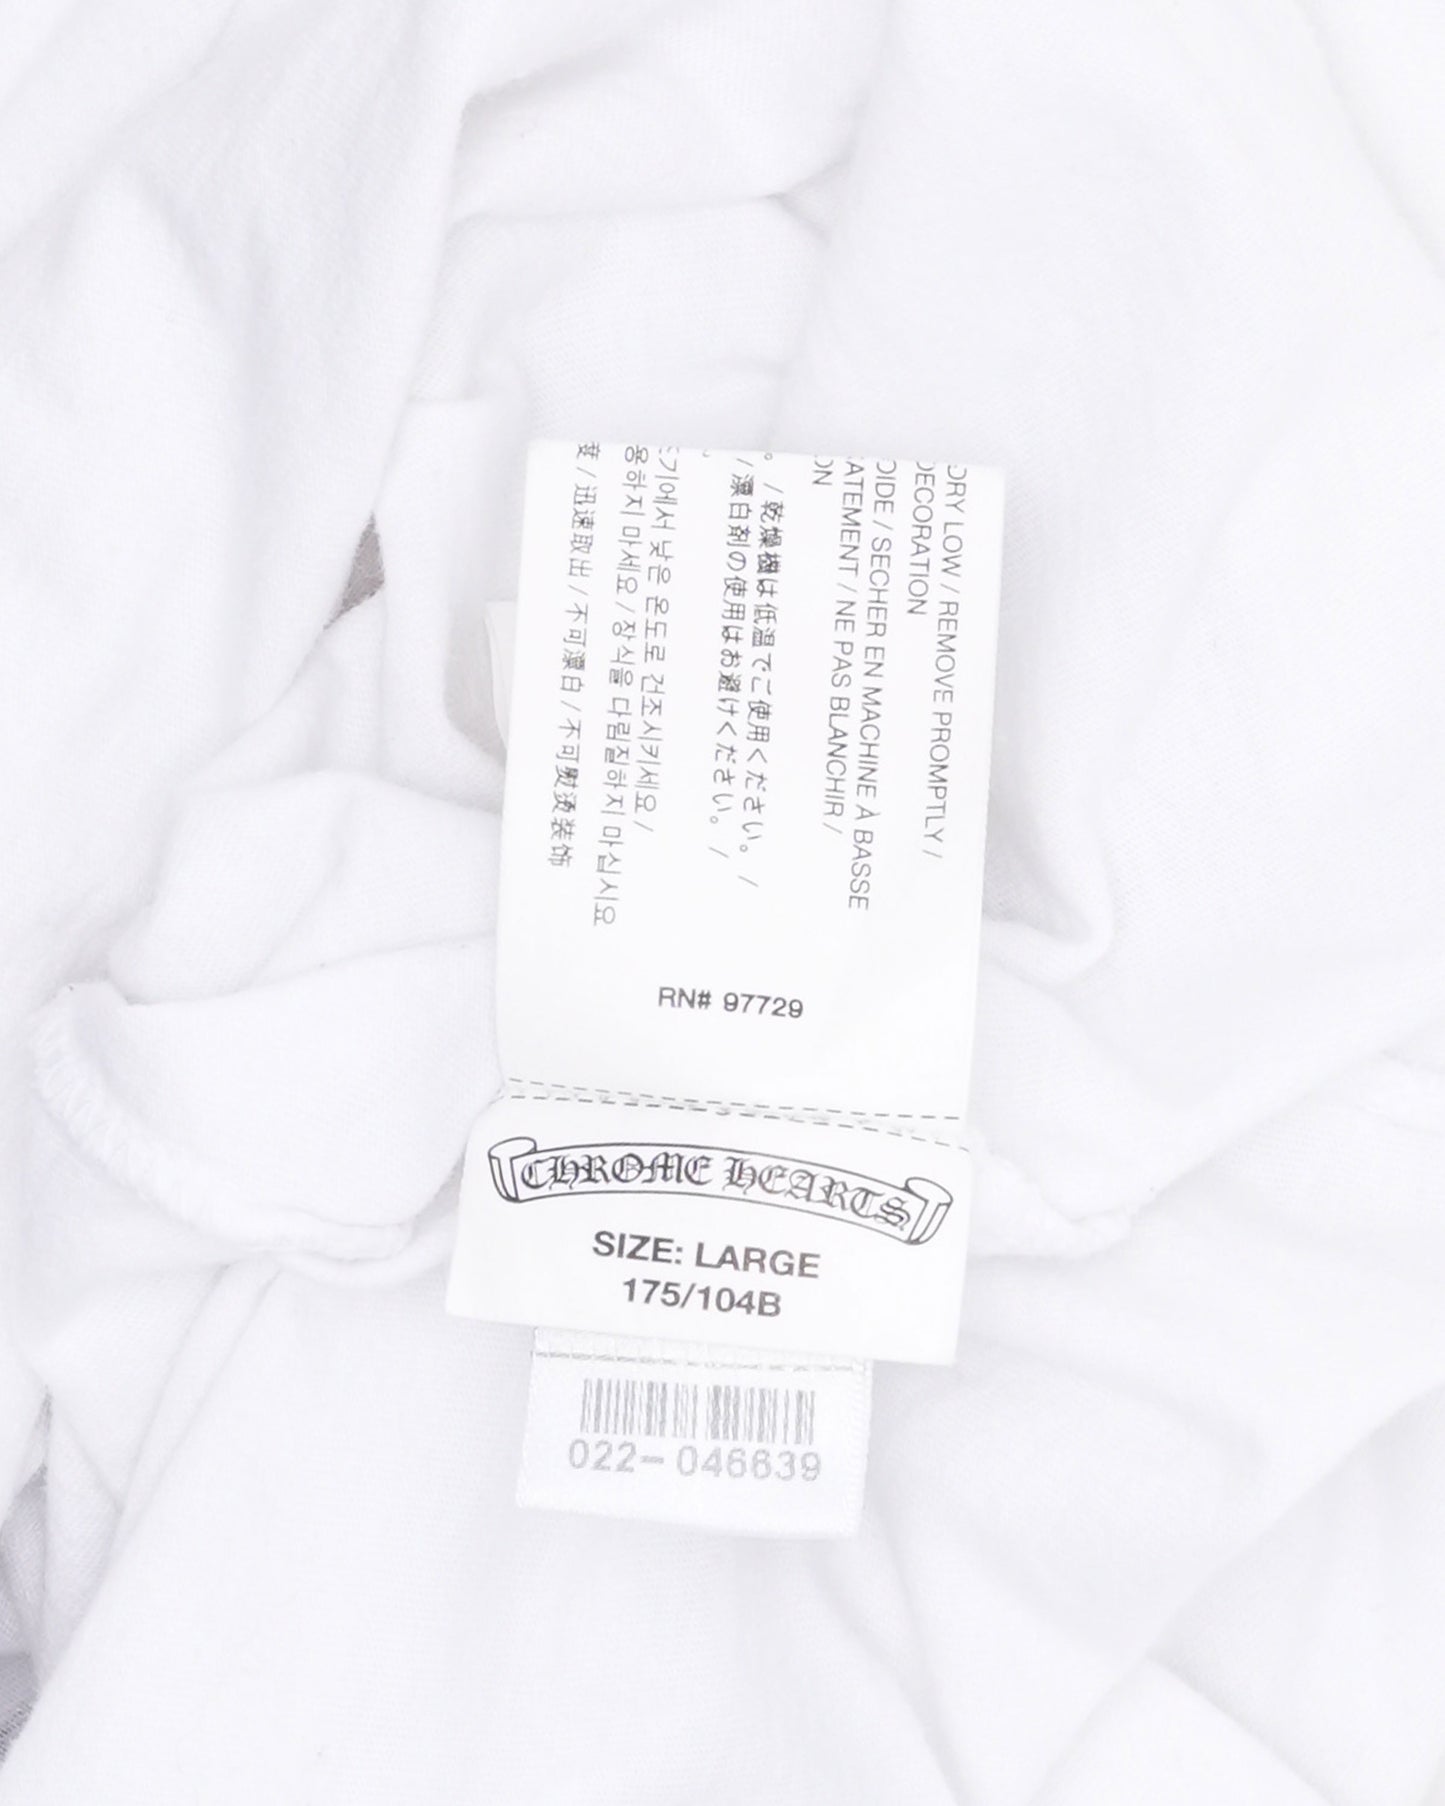 DRY LOW / REMOVE PROMPTLY /
DECORATION
OIDE / SECHER EN MACHINE À BASSE
ATEMENT / NE PAS BLANCHIR /
ON
。 / 乾燥機は低温でご使用ください。 /
/ 漂白剤の使用はお避けください。 /
기에서 낮은 온도로 건조시키세요 /
용하지 마세요 / 장식을 다림질하지 마십시요
/ 迅速取出 / 不可漂白 / 不可熨烫装饰
RN# 97729
CHROME HEARTS
SIZE: LARGE
175/104B
022-046639